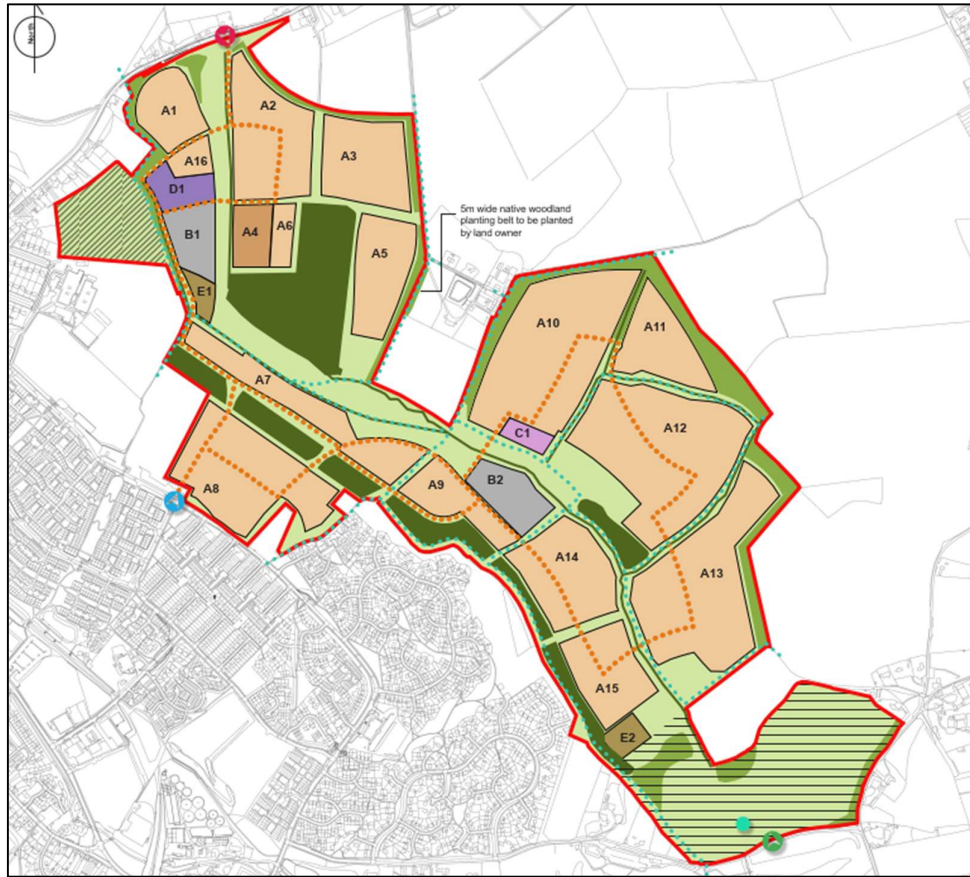 North
A1
A2
A3
A16
D1
B1
A4
A6
A5
E1
5m wide native woodland
planting belt to be planted
by land owner
A7
A8
A10
A11
C1
A12
B2
A9
A14
A13
A15
E2